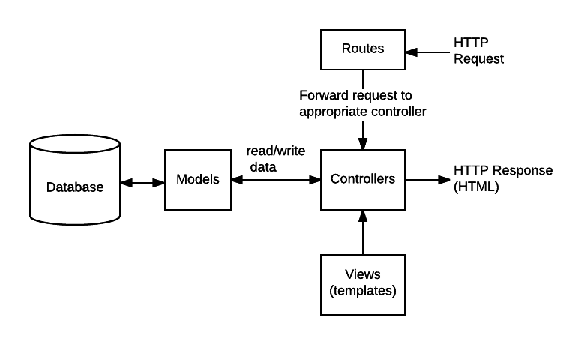 Routes
HTTP
Request
Forward request to
appropriate controller
read/write
data
Database
Models
Controllers
HTTP Response
(HTML)
Views
(templates)